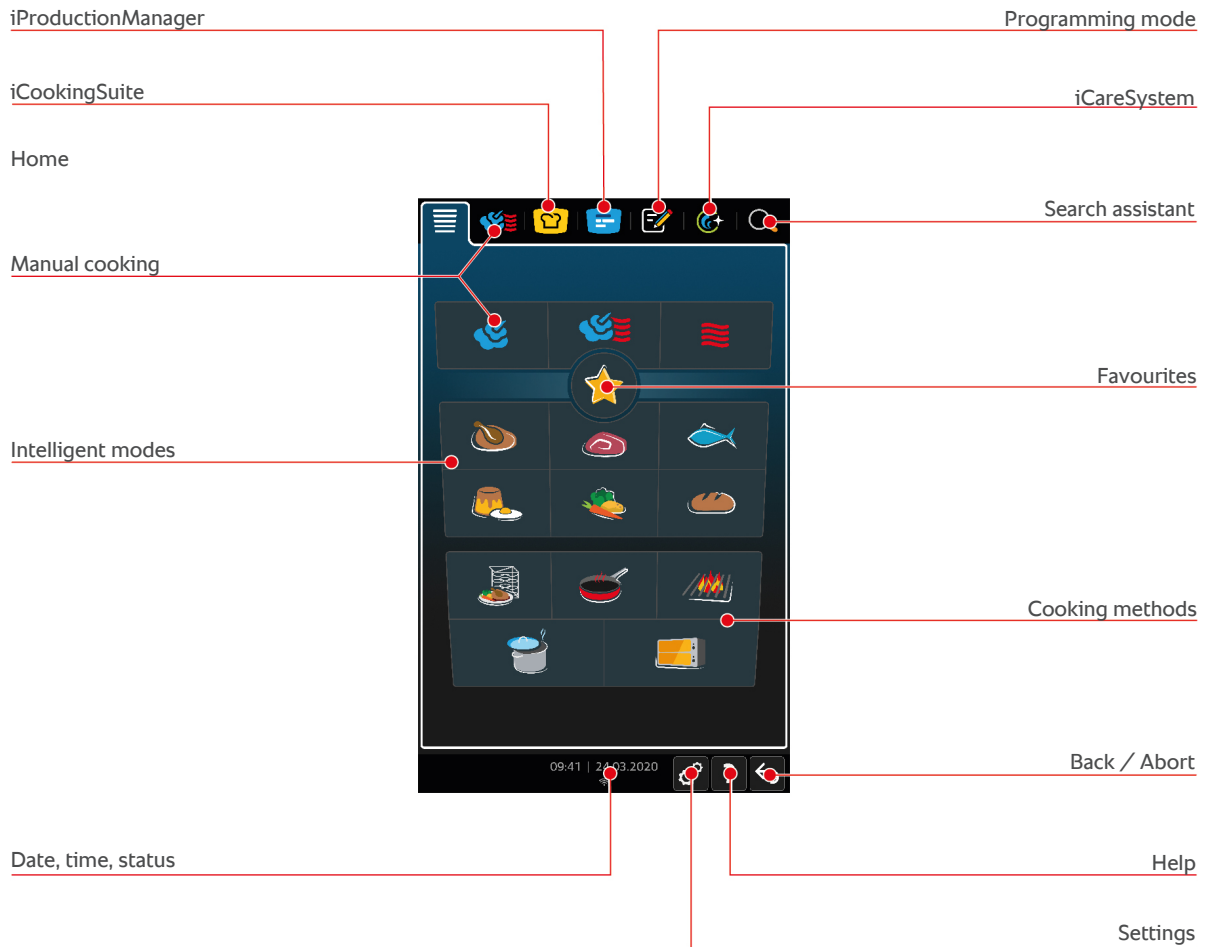 iProductionManager
Programming mode
iCookingSuite
iCareSystem
Home
Search assistant
Manual cooking
Favourites
Intelligent modes
Cooking methods
09:41 | 24.03.2020
Back / Abort
Date, time, status
Help
Settings